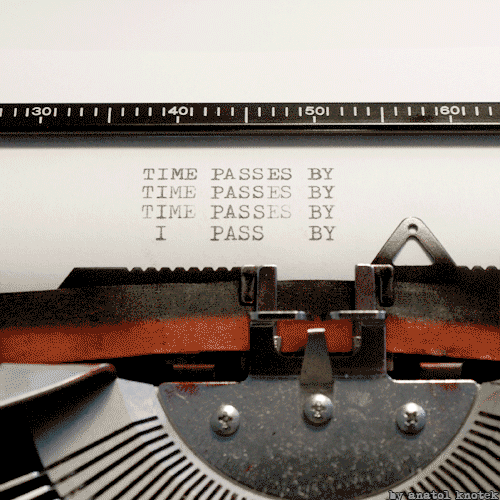 30 40 50 60
TIME PASSES BY
TIME PASSES BY
TIME PASSES BY
I PASS BY
by anatol knotek